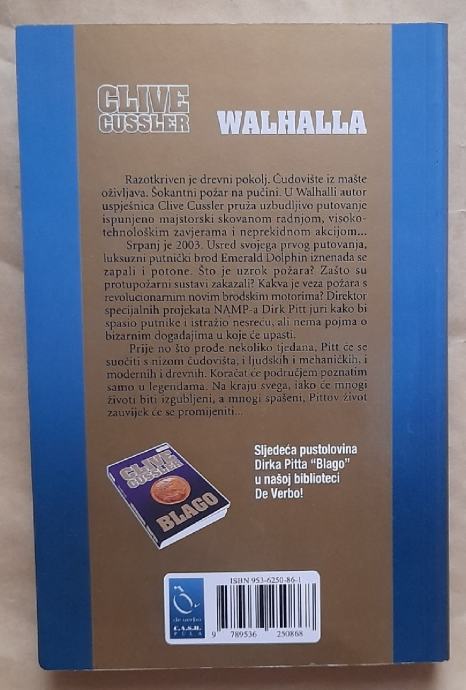 CLIVE
CUSSLER
WALHALLA
Razotkriven je drevni pokolj. Čudovište iz mašte
oživljava. Šokantni požar na pučini. U Walhalli autor
uspješnica Clive Cussler pruža uzbudljivo putovanje
ispunjeno majstorski skovanom radnjom, visoko-
tehnološkim zavjerama i neprekidnom akcijom...
Srpanj je 2003. Usred svojega prvog putovanja,
luksuzni putnički brod Emerald Dolphin iznenada se
zapali i potone. Što je uzrok požara? Zašto su
protupožarni sustavi zakazali? Kakva je veza požara s
revolucionarnim novim brodskim motorima? Direktor
specijalnih projekata NAMP-a Dirk Pitt juri kako bi
spasio putnike i istražio nesreću, ali nema pojma o
bizarnim događajima u koje će upasti.
Prije no što prođe nekoliko tjedana, Pitt će se
suočiti s nizom čudovišta, i ljudskih i mehaničkih, i
modernih i drevnih. Koračat će područjem poznatim
samo u legendama. Na kraju svega, iako će mnogi
životi biti izgubljeni, a mnogi spašeni, Pittov život
zauvijek će se promijeniti...
CLIVE
CUSSLER
BLAGO
Sljedeća pustolovina
Dirka Pitta "Blago"
u našoj biblioteci
De Verbo!
de verbo
C.A.S.H.
PULA
ISBN 953-6250-86-1
9 789536 250868